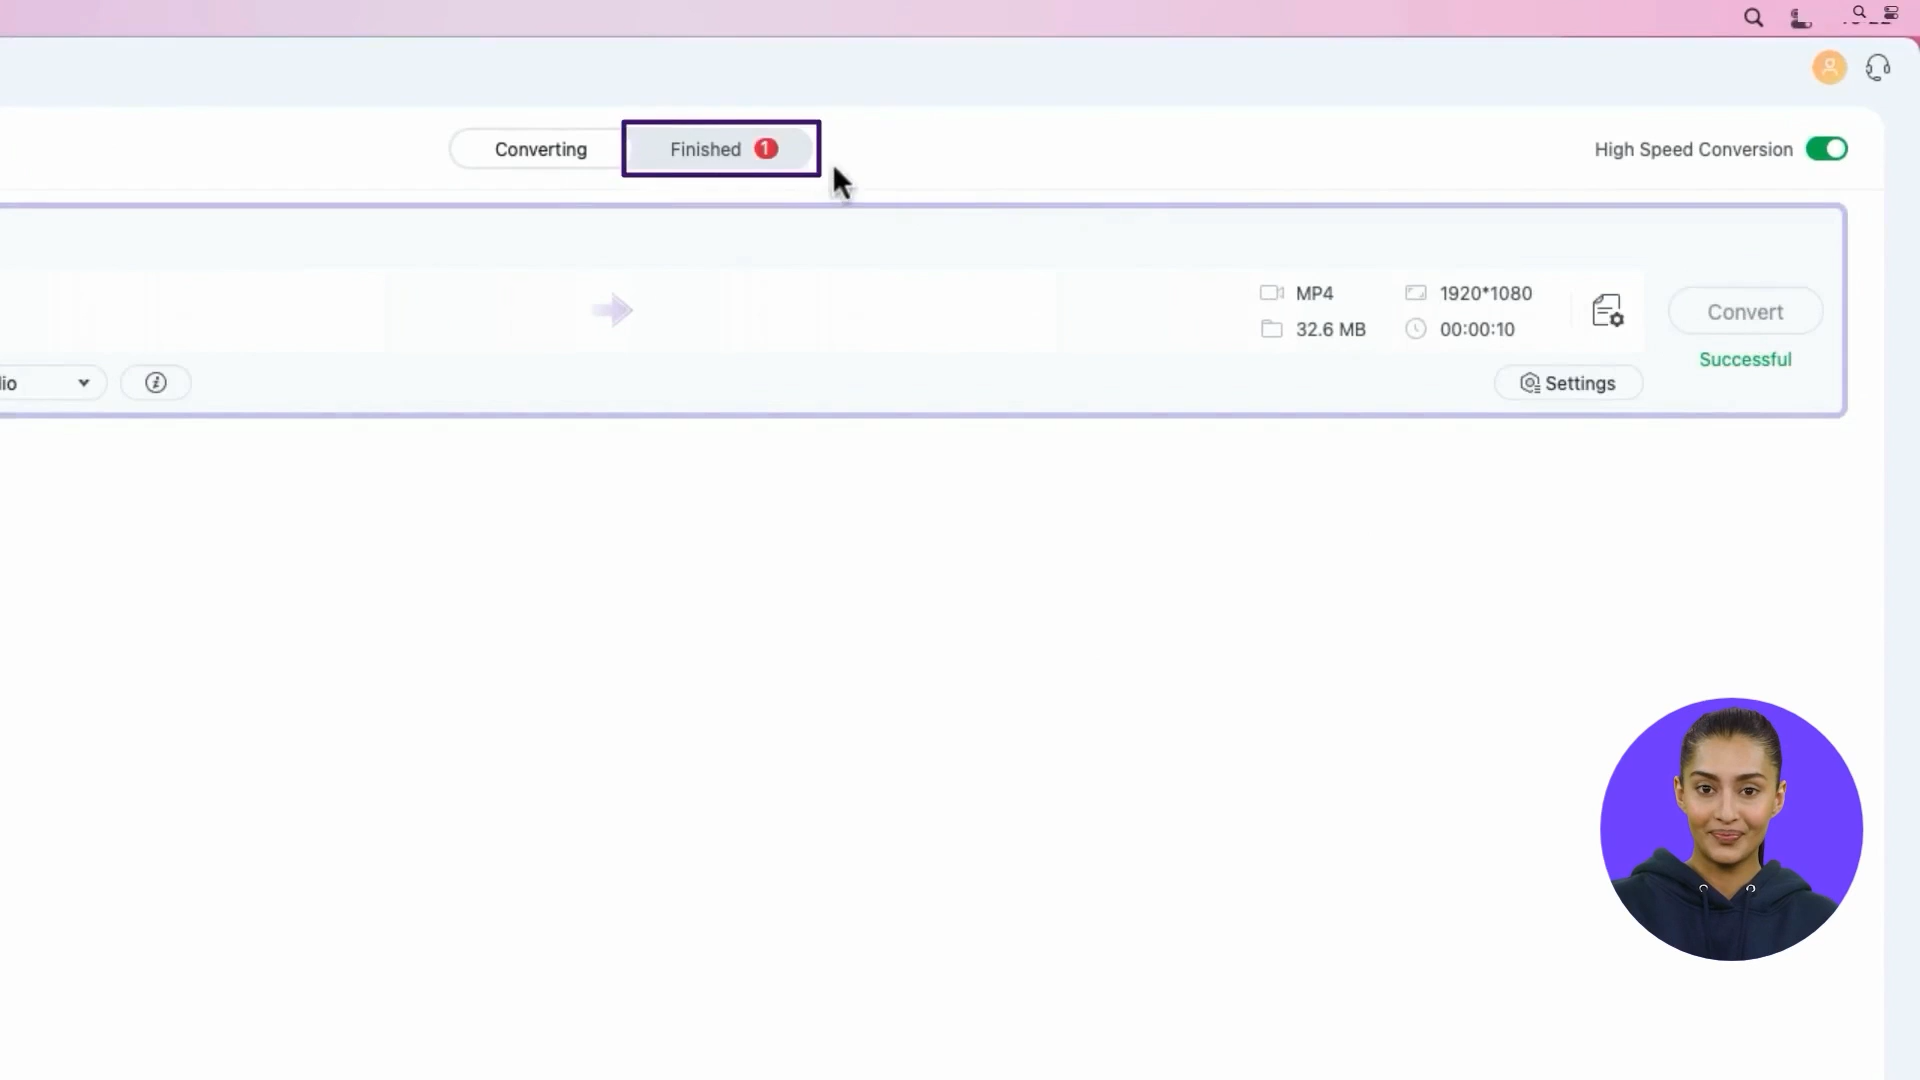 Converting
Finished 1
High Speed Conversion
MP4
1920*1080
32.6 MB
00:00:10
Convert
Successful
lio
Settings